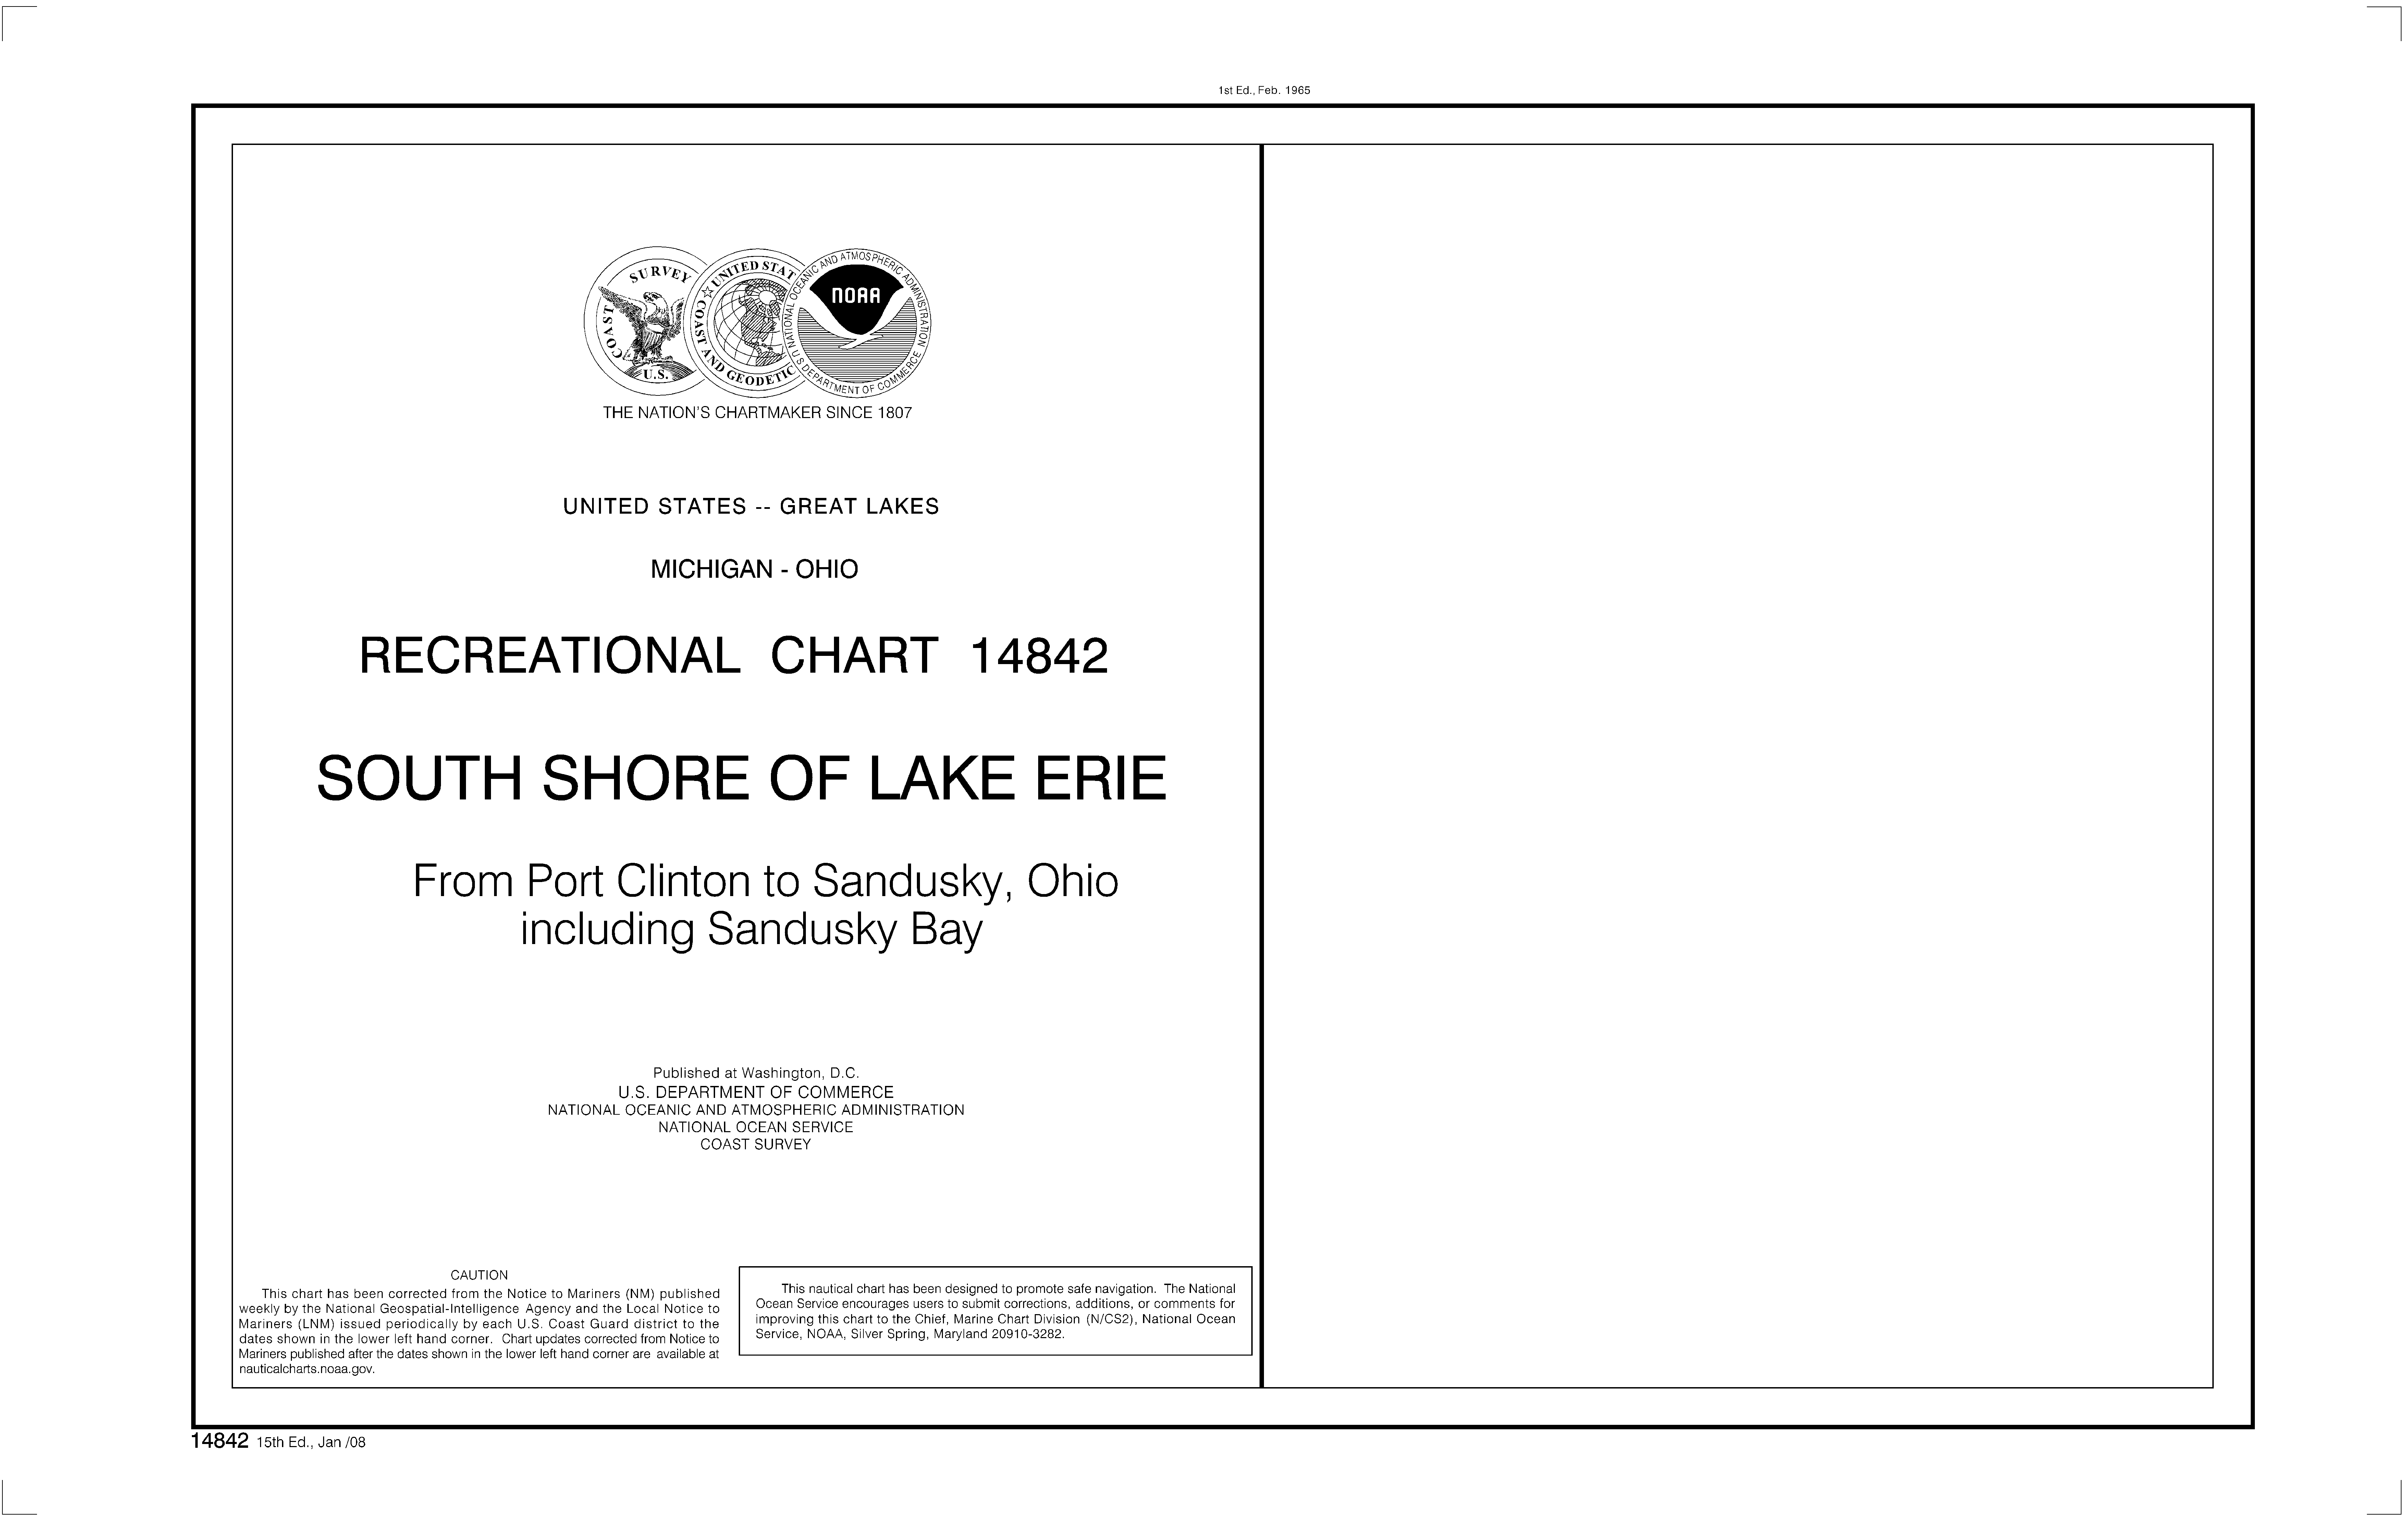 1st Ed., Feb. 1965
SURVEY
COAST
U.S.
☆ UNITED STAT
COAST AND GEODETIC
NATIONAL OCEANIC AND ATMOSPHERIC ADMINISTRATION
U S DEPARTMENT OF COMMERCE
NOAA
THE NATION'S CHARTMAKER SINCE 1807
UNITED STATES -- GREAT LAKES
MICHIGAN - OHIO
RECREATIONAL CHART 14842
SOUTH SHORE OF LAKE ERIE
From Port Clinton to Sandusky, Ohio
including Sandusky Bay
Published at Washington, D.C.
U.S. DEPARTMENT OF COMMERCE
NATIONAL OCEANIC AND ATMOSPHERIC ADMINISTRATION
NATIONAL OCEAN SERVICE
COAST SURVEY
CAUTION
This chart has been corrected from the Notice to Mariners (NM) published
weekly by the National Geospatial-Intelligence Agency and the Local Notice to
Mariners (LNM) issued periodically by each U.S. Coast Guard district to the
dates shown in the lower left hand corner. Chart updates corrected from Notice to
Mariners published after the dates shown in the lower left hand corner are available at
nauticalcharts.noaa.gov.
This nautical chart has been designed to promote safe navigation. The National
Ocean Service encourages users to submit corrections, additions, or comments for
improving this chart to the Chief, Marine Chart Division (N/CS2), National Ocean
Service, NOAA, Silver Spring, Maryland 20910-3282.
14842 15th Ed., Jan /08